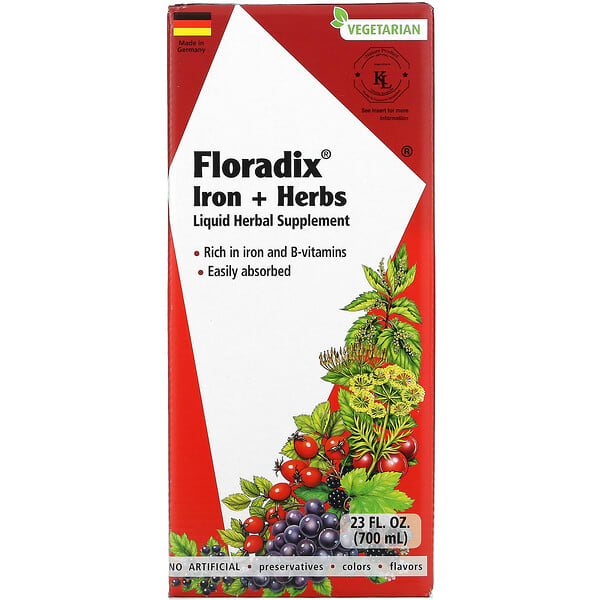 Made in
Germany
VEGETARIAN
KL
See insert for more
information
Floradix®
®
Iron + Herbs
Liquid Herbal Supplement
• Rich in iron and B-vitamins
• Easily absorbed
23 FL. OZ.
(700 mL)
NO ARTIFICIAL • preservatives • colors • flavors